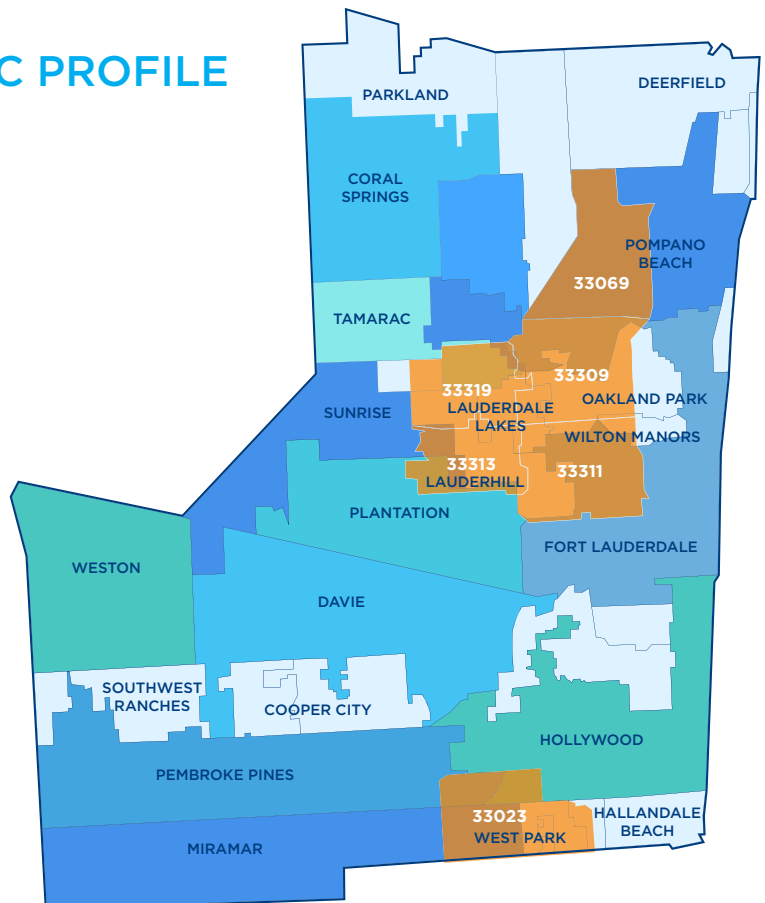 C PROFILE
PARKLAND
DEERFIELD
CORAL
SPRINGS
POMPANO
BEACH
33069
TAMARAC
33309
33319
OAKLAND PARK
SUNRISE
LAUDERDALE
LAKES
WILTON MANORS
33313
33311
LAUDERHILL
PLANTATION
FORT LAUDERDALE
WESTON
DAVIE
SOUTHWEST
RANCHES
COOPER CITY
HOLLYWOOD
PEMBROKE PINES
33023
WEST PARK
HALLANDALE
BEACH
MIRAMAR